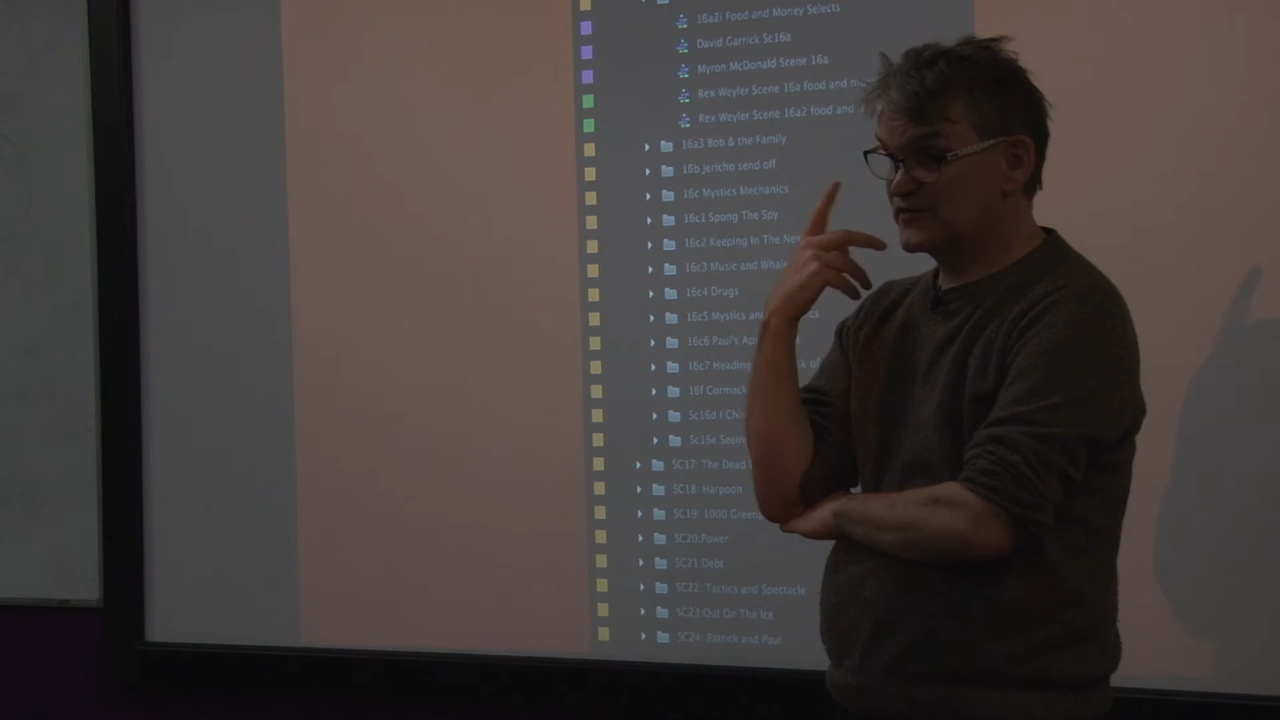 16a2i Food and Money Selects
David Garrick Sc16a
Myron McDonald Scene 16a
Rex Weyler Scene 16a food and
Rex Weyler Scene 16a2 food and
16a3 Bob & the Family
16b Jericho send off
16c Mystics Mechanics
16c1 Spong The Spy
16c2 Keeping In The
16c3 Music and
16c4 Drugs
16c5 Mystics
16c6 Paul's
16c7 Heading of
16f Cormack
Sc16d I
Sc16e
SC17: The Dead
SC18: Harpoon
SC19: 1000
SC20:Power
SC21:Debt
SC22: Tactics and Spectacle
SC23:Out On The Ice
SC24: Patrick and Paul